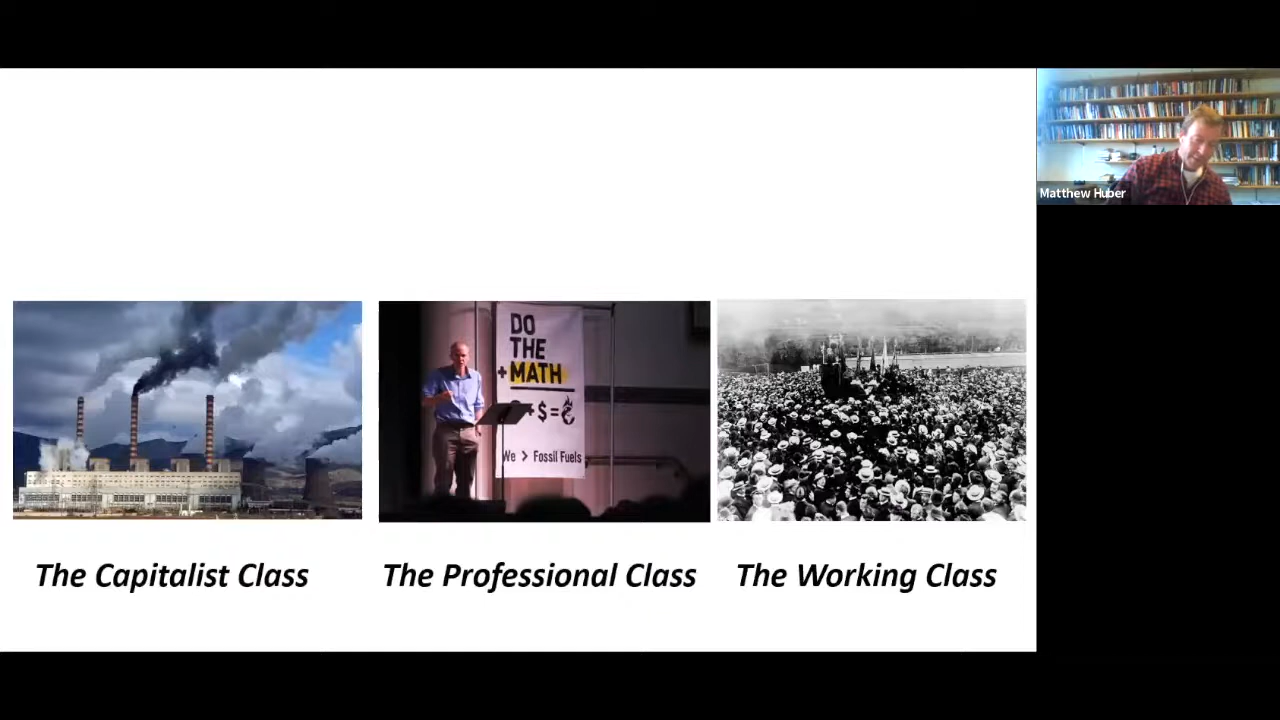 DO
THE
+MATH
+$=
We > Fossil Fuels
The Capitalist Class
The Professional Class
The Working Class
Matthew Huber